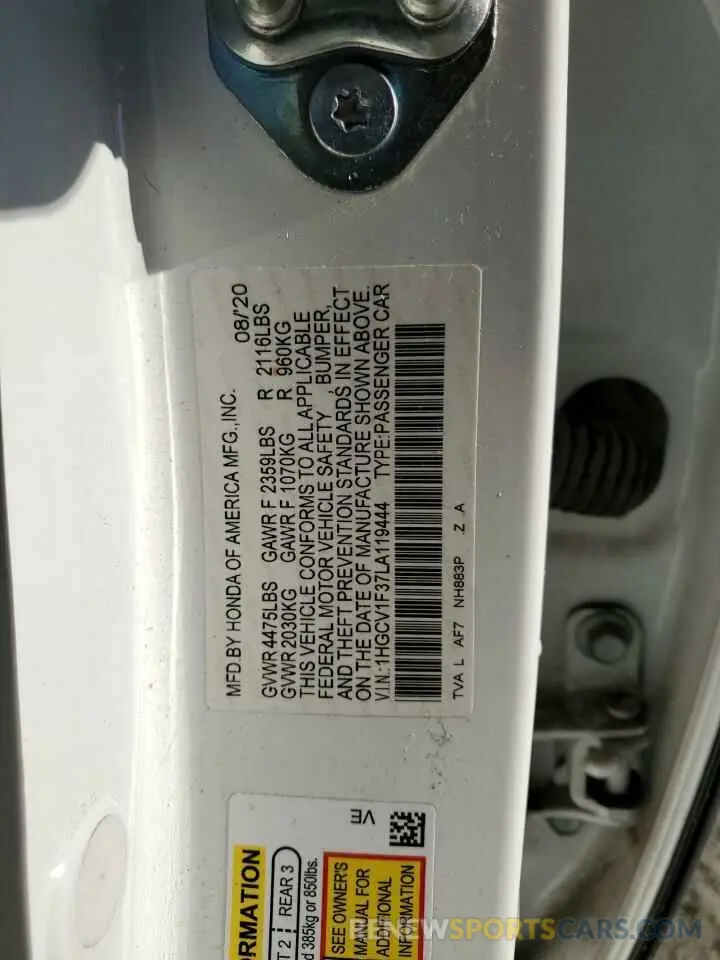 MFD.BY HONDA OF AMERICA MFG.,INC. 08/'20
GVWR 4475LBS GAWR F 2359LBS R 2116LBS
GVWR 2030KG GAWR F 1070KG R 960KG
THIS VEHICLE CONFORMS TO ALL APPLICABLE
FEDERAL MOTOR VEHICLE SAFETY , BUMPER,
AND THEFT PREVENTION STANDARDS IN EFFECT
ON THE DATE OF MANUFACTURE SHOWN ABOVE.
V.I.N.:1HGCV1F37LA119444 TYPE:PASSENGER CAR
TVA L AF7 NH883P .Z .A
VE
RMATION
T 2 REAR 3
d 385kg or 850lbs.
SEE OWNER'S
MANUAL FOR
ADDITIONAL
INFORMATION
RENEWSPORTSCARS.COM